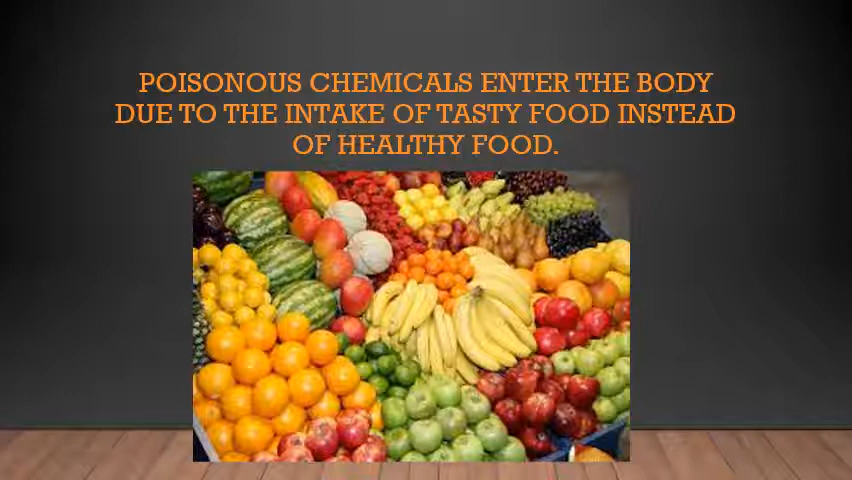 POISONOUS CHEMICALS ENTER THE BODY
DUE TO THE INTAKE OF TASTY FOOD INSTEAD
OF HEALTHY FOOD.